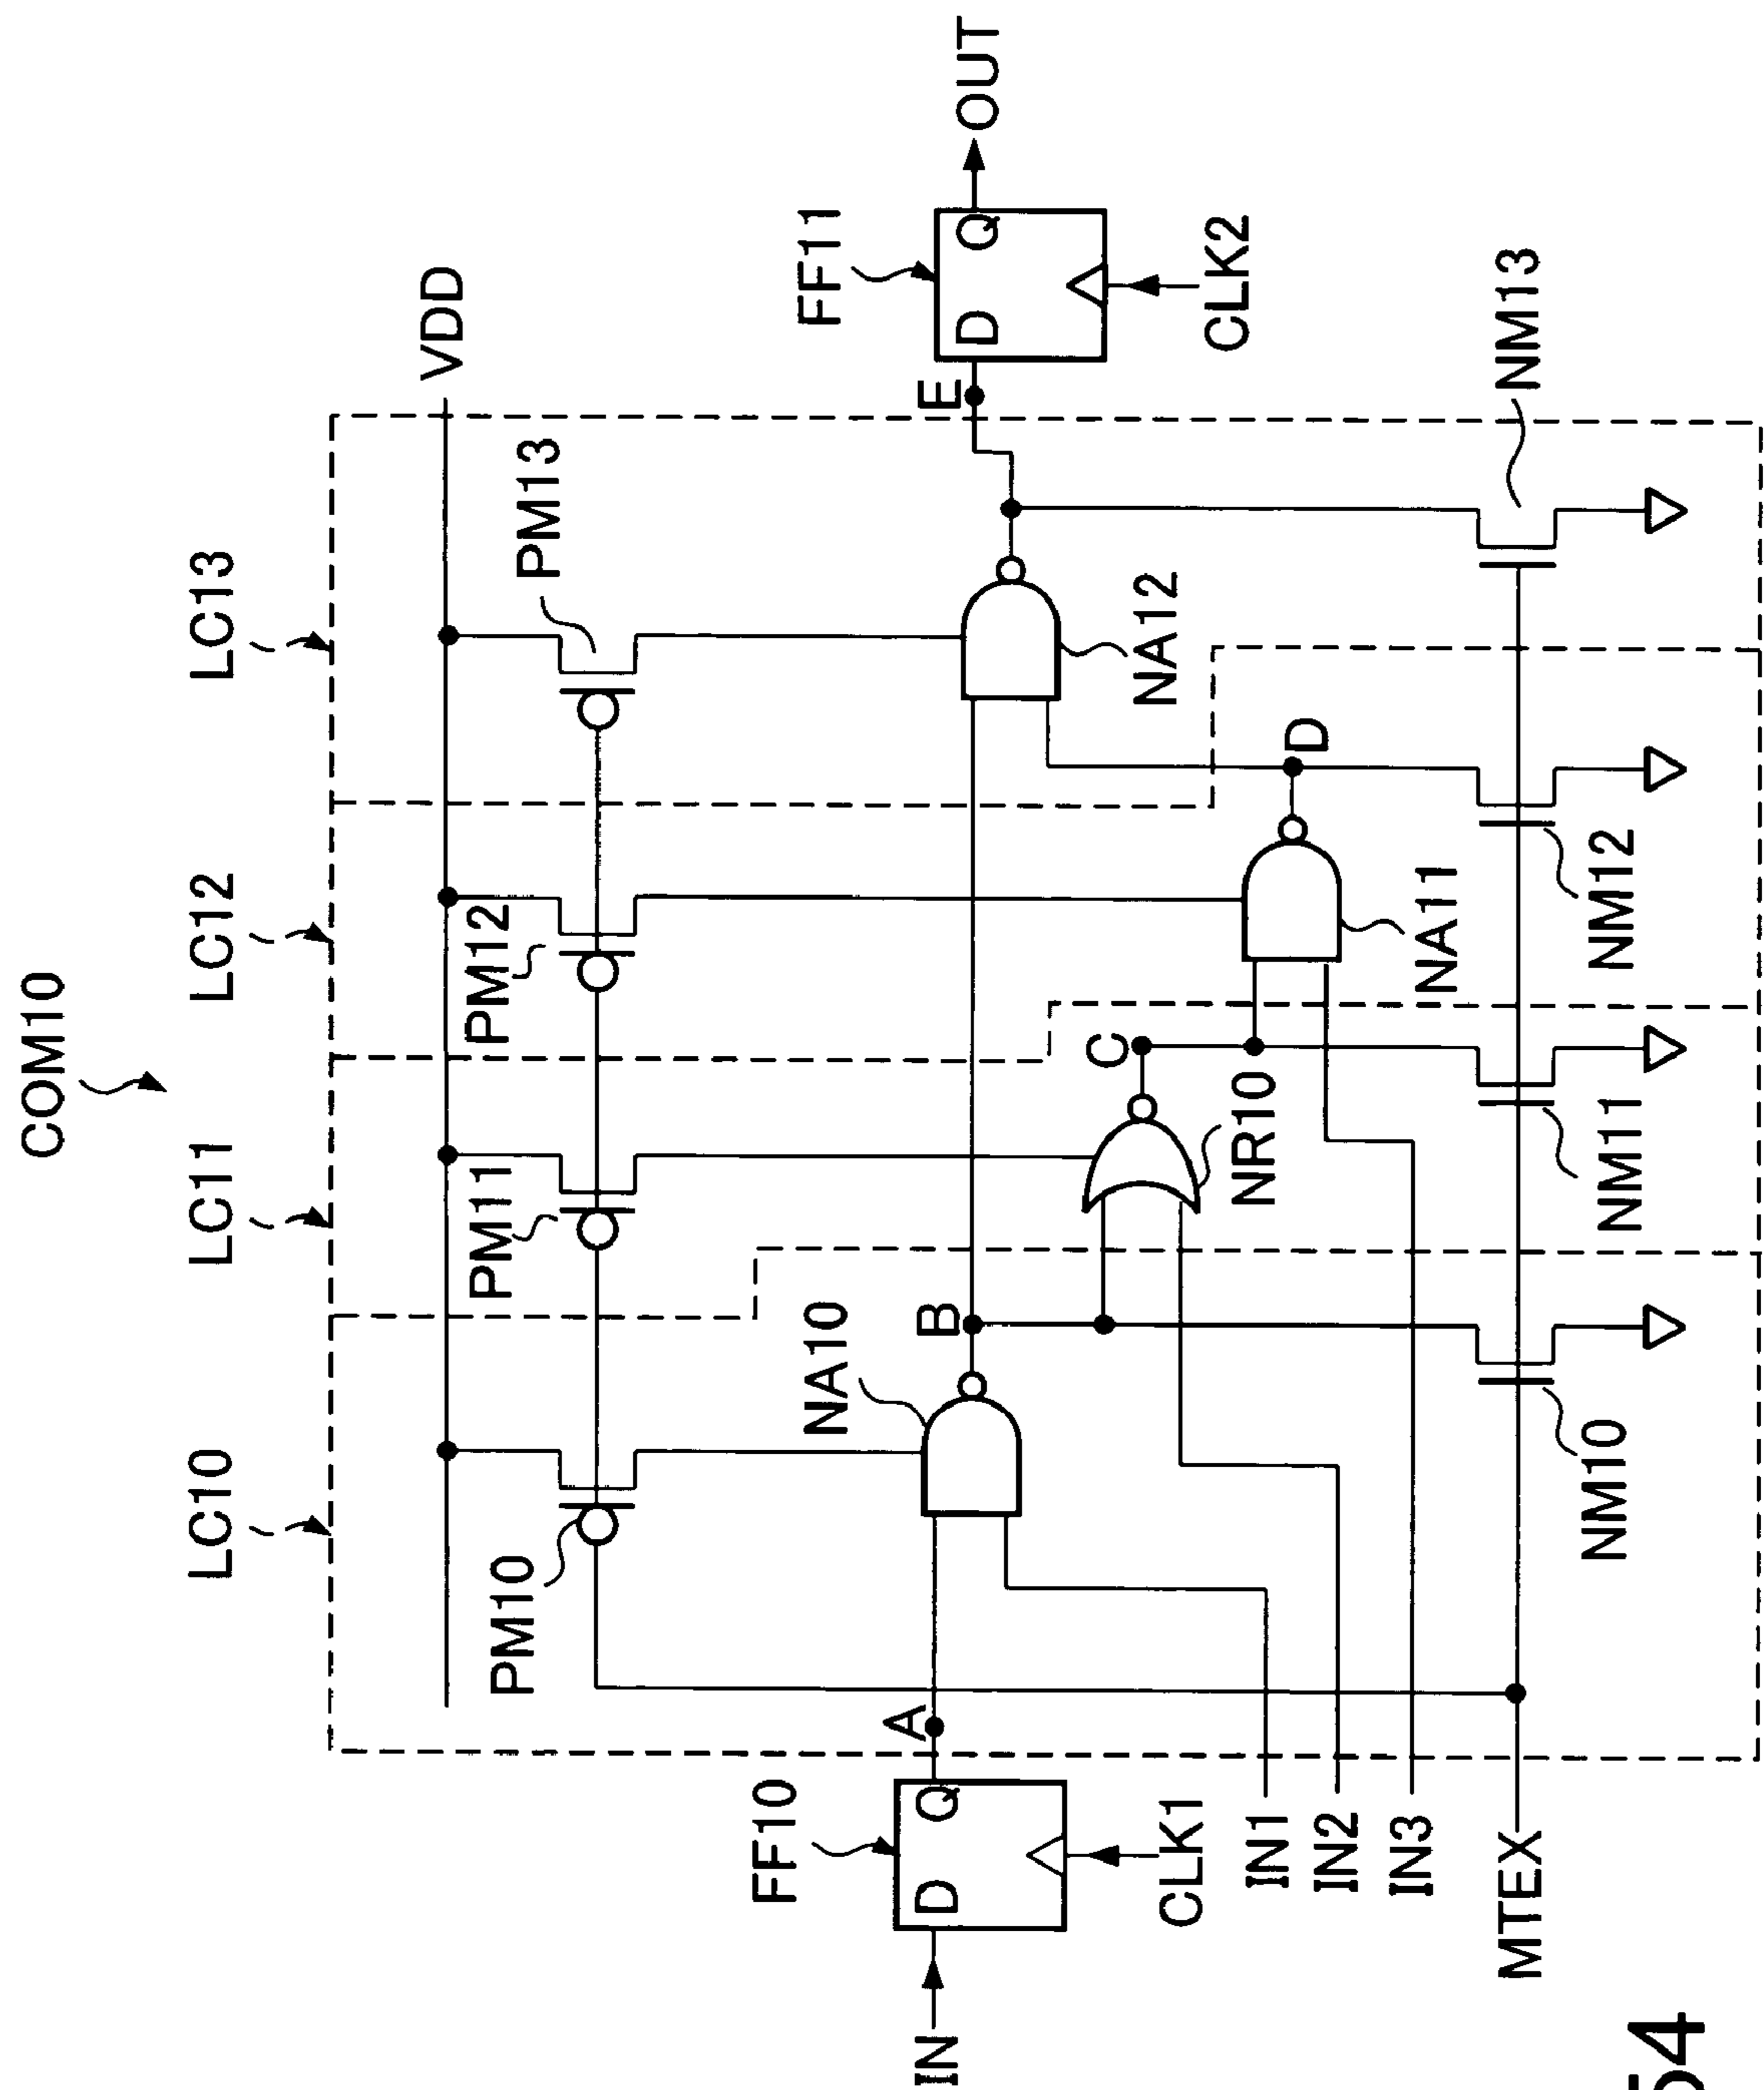 COM10
LC10
LC11
LC12
LC13
VDD
PM10
PM11
PM12
PM13
NA10
FF10
D
Q
IN
A
B
C
D
E
FF11
D
Q
OUT
CLK1
CLK2
NR10
NA11
NA12
IN1
IN2
IN3
MTEX
NM10
NM11
NM12
NM13
54